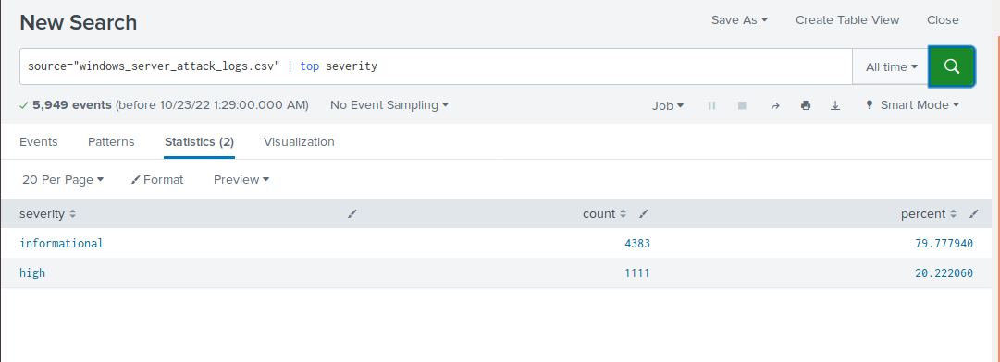 New Search
Save As Create Table View Close
source="windows_server_attack_logs.csv" | top severity
All time
5,949 events (before 10/23/22 1:29:00.000 AM) No Event Sampling Job Smart Mode
Events Patterns Statistics (2) Visualization
20 Per Page Format Preview
severity count percent
informational 4383 79.777940
high 1111 20.222060